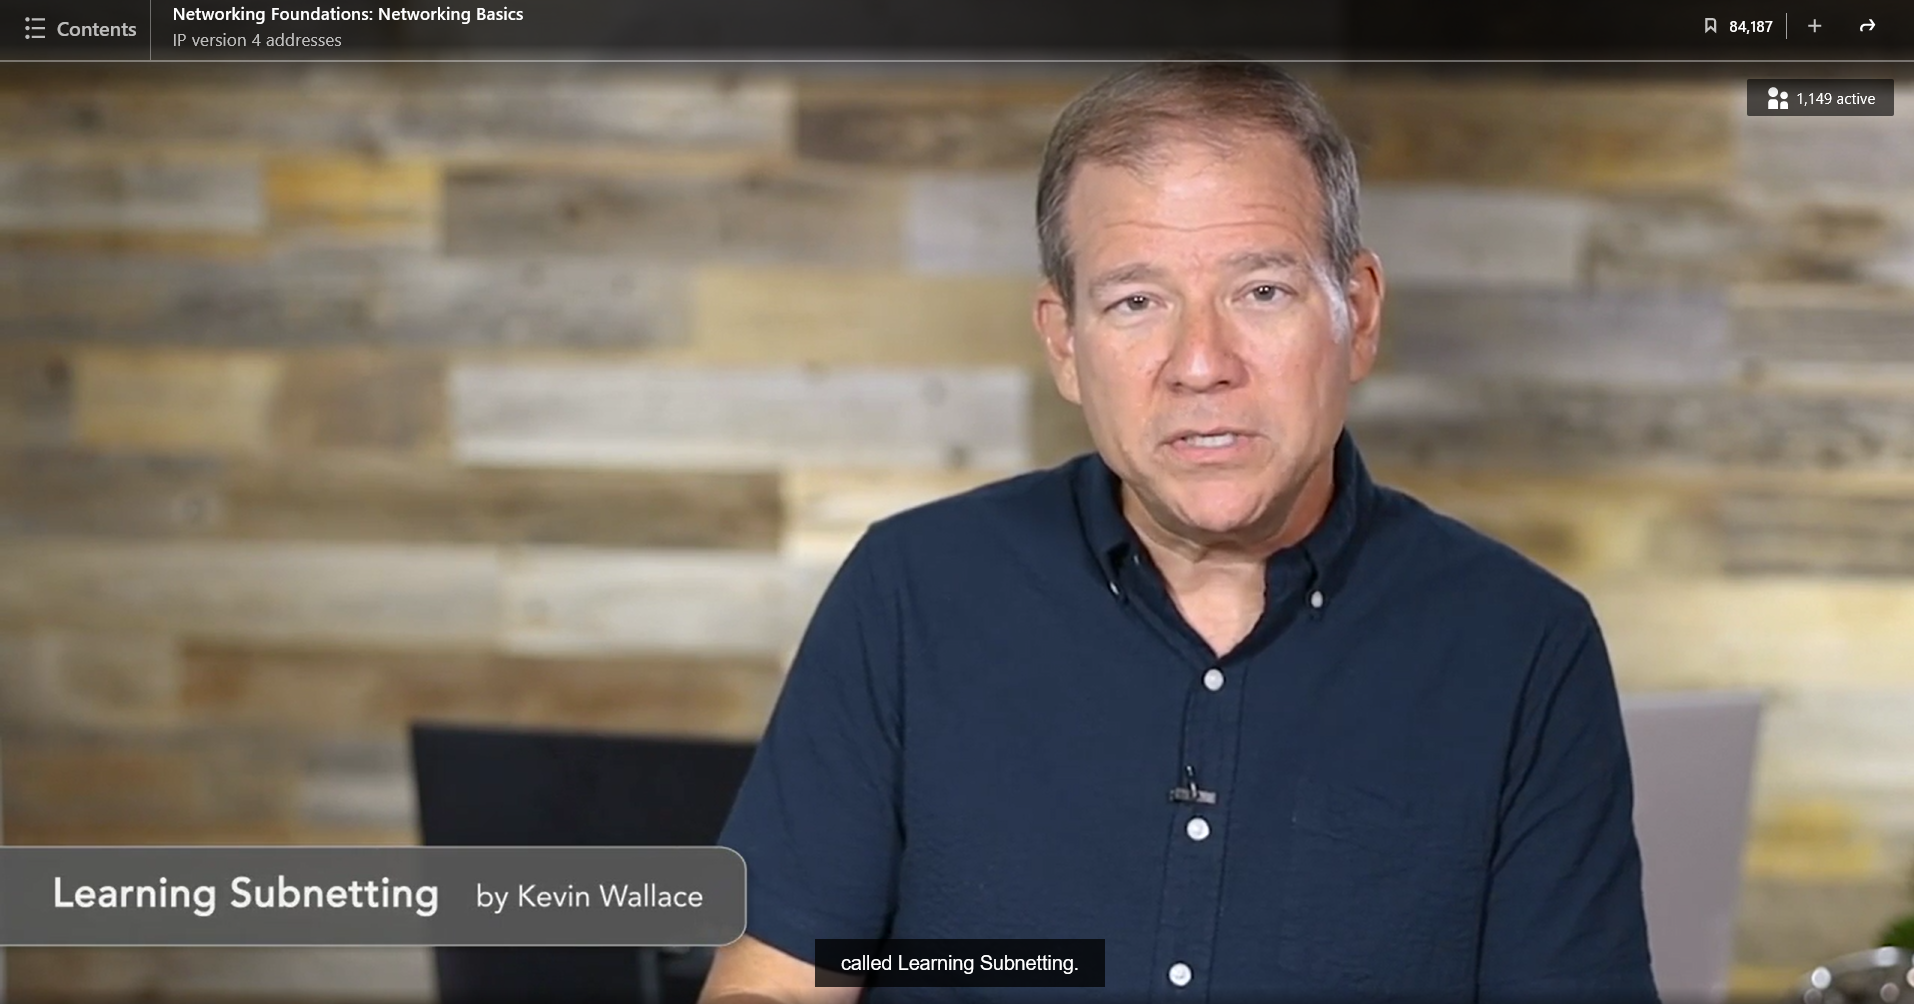 Contents
Networking Foundations: Networking Basics
IP version 4 addresses
84,187
1,149 active
Learning Subnetting by Kevin Wallace
called Learning Subnetting.